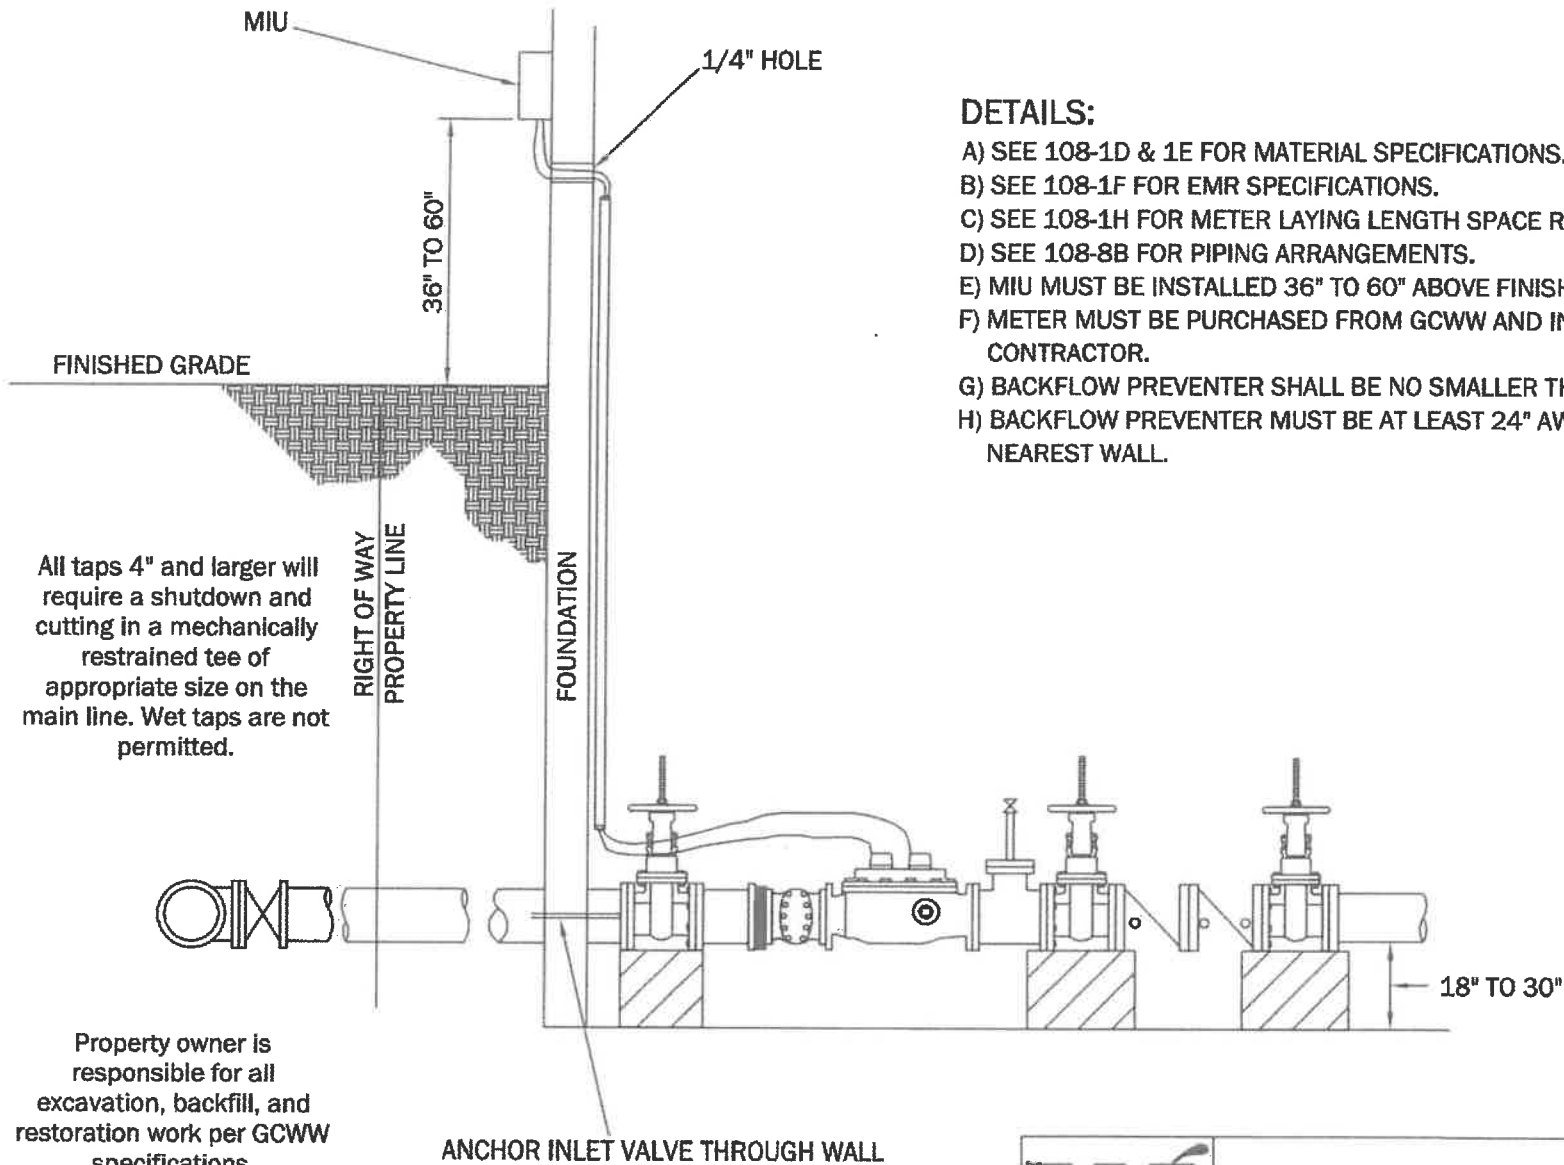 MIU
1/4" HOLE
DETAILS:
A) SEE 108-1D & 1E FOR MATERIAL SPECIFICATIONS.
B) SEE 108-1F FOR EMR SPECIFICATIONS.
C) SEE 108-1H FOR METER LAYING LENGTH SPACE R
D) SEE 108-8B FOR PIPING ARRANGEMENTS.
E) MIU MUST BE INSTALLED 36" TO 60" ABOVE FINISH
F) METER MUST BE PURCHASED FROM GCWW AND IN
CONTRACTOR.
G) BACKFLOW PREVENTER SHALL BE NO SMALLER TH
H) BACKFLOW PREVENTER MUST BE AT LEAST 24" AW
NEAREST WALL.
36" TO 60"
FINISHED GRADE
All taps 4" and larger will
require a shutdown and
cutting in a mechanically
restrained tee of
appropriate size on the
main line. Wet taps are not
permitted.
RIGHT OF WAY
PROPERTY LINE
FOUNDATION
18" TO 30"
Property owner is
responsible for all
excavation, backfill, and
restoration work per GCWW
specifications
ANCHOR INLET VALVE THROUGH WALL